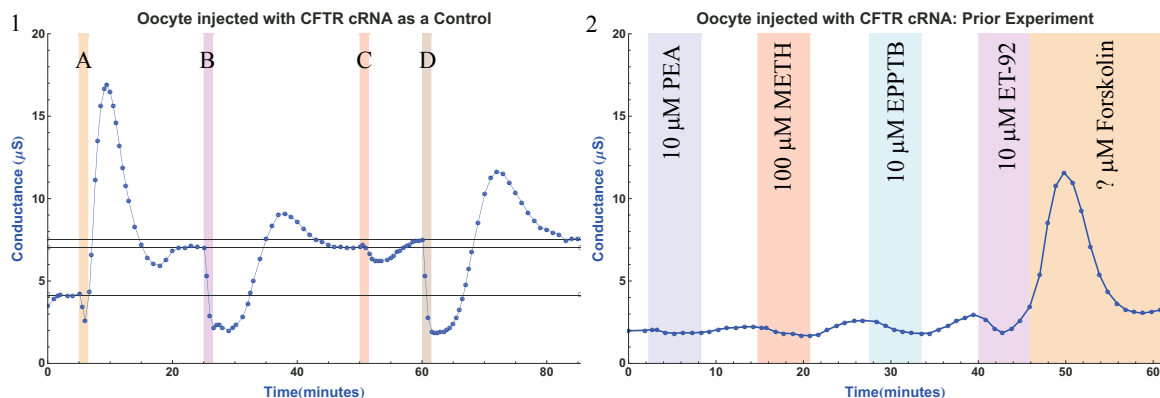 1
Oocyte injected with CFTR cRNA as a Control
20
15
10
5
0
Conductance (μS)
A
B
C
D
0
20
40
60
80
Time(minutes)
2
Oocyte injected with CFTR cRNA: Prior Experiment
20
15
10
5
0
Conductance (μS)
10 μM PEA
100 μM METH
10 μM EPPTB
10 μM ET-92
? μM Forskolin
0
10
20
30
40
50
60
Time(minutes)